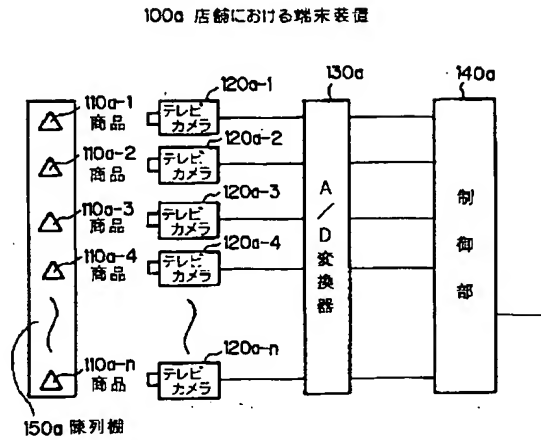 100a 店舗における端末装置
130a
140a
120a-1
110a-1
商品
テレビ
カメラ
120a-2
110a-2
商品
テレビ
カメラ
120a-3
110a-3
商品
テレビ
カメラ
120a-4
110a-4
商品
テレビ
カメラ
A/D変換器
制御部
120a-n
110a-n
商品
テレビ
カメラ
150a 陳列棚